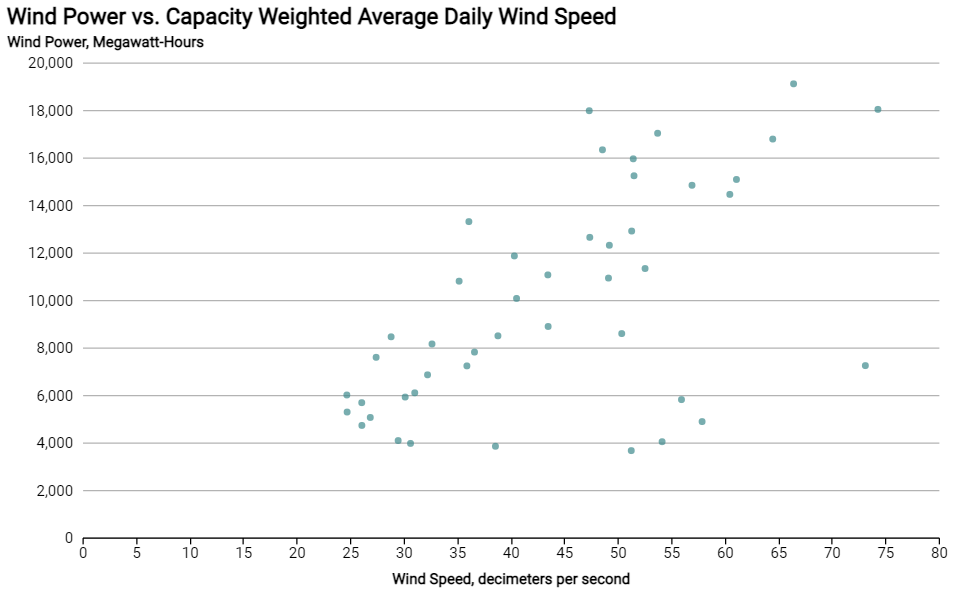 Wind Power vs. Capacity Weighted Average Daily Wind Speed
Wind Power, Megawatt-Hours
20,000
18,000
16,000
14,000
12,000
10,000
8,000
6,000
4,000
2,000
0
0 5 10 15 20 25 30 35 40 45 50 55 60 65 70 75 80
Wind Speed, decimeters per second